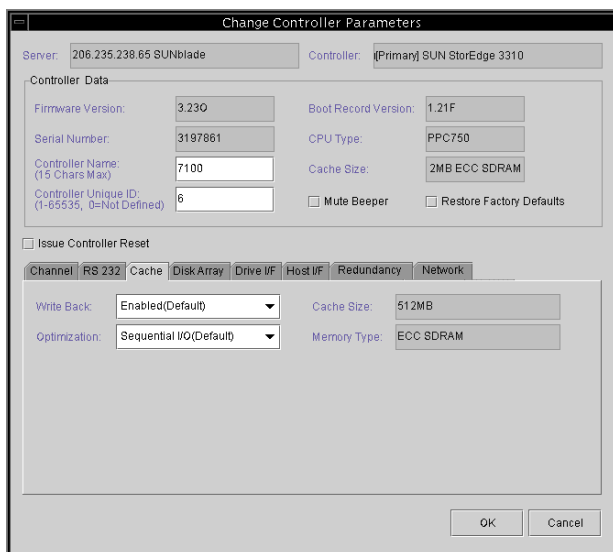 Change Controller Parameters
Server: 206.235.238.65 SUNblade Controller: [Primary] SUN StorEdge 3310
Controller Data
Firmware Version: 3.23Q Boot Record Version: 1.21F
Serial Number: 3197861 CPU Type: PPC750
Controller Name: (15 Chars Max) 7100 Cache Size: 2MB ECC SDRAM
Controller Unique ID: (1-65535, 0=Not Defined) 6 Mute Beeper Restore Factory Defaults
Issue Controller Reset
Channel RS 232 Cache Disk Array Drive I/F Host I/F Redundancy Network
Write Back: Enabled(Default) Cache Size: 512MB
Optimization: Sequential I/O(Default) Memory Type: ECC SDRAM
OK Cancel